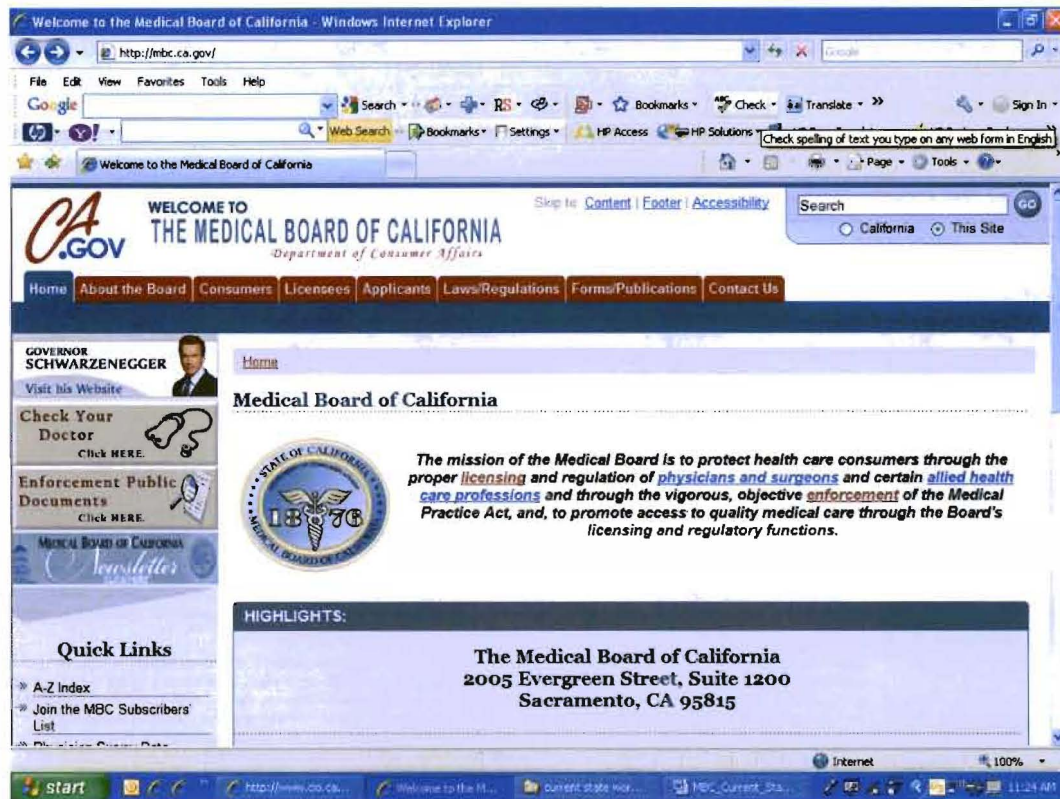 Welcome to the Medical Board of California - Windows Internet Explorer
http://mbc.ca.gov/
Google
File Edit View Favorites Tools Help
Google Search RS Bookmarks Check Translate » Sign In
Web Search Bookmarks Settings HP Access HP Solutions
Check spelling of text you type on any web form in English
Welcome to the Medical Board of California
Page Tools
CA.GOV
WELCOME TO
THE MEDICAL BOARD OF CALIFORNIA
Department of Consumer Affairs
Skip to: Content | Footer | Accessibility
Search GO
California This Site
Home About the Board Consumers Licensees Applicants Laws/Regulations Forms/Publications Contact Us
GOVERNOR
SCHWARZENEGGER
Visit his Website
Home
Check Your
Doctor
Click HERE.
Enforcement Public
Documents
Click HERE.
MEDICAL BOARD OF CALIFORNIA
Newsletter
Medical Board of California
STATE OF CALIFORNIA
1876
MEDICAL BOARD OF CALIFORNIA
The mission of the Medical Board is to protect health care consumers through the
proper licensing and regulation of physicians and surgeons and certain allied health
care professions and through the vigorous, objective enforcement of the Medical
Practice Act, and, to promote access to quality medical care through the Board's
licensing and regulatory functions.
HIGHLIGHTS:
The Medical Board of California
2005 Evergreen Street, Suite 1200
Sacramento, CA 95815
Quick Links
» A-Z Index
» Join the MBC Subscribers'
List
Internet 100%
start http://www.cio.ca... Welcome to the M... current state wor... MBC_Current_Sta... 11:24 AM